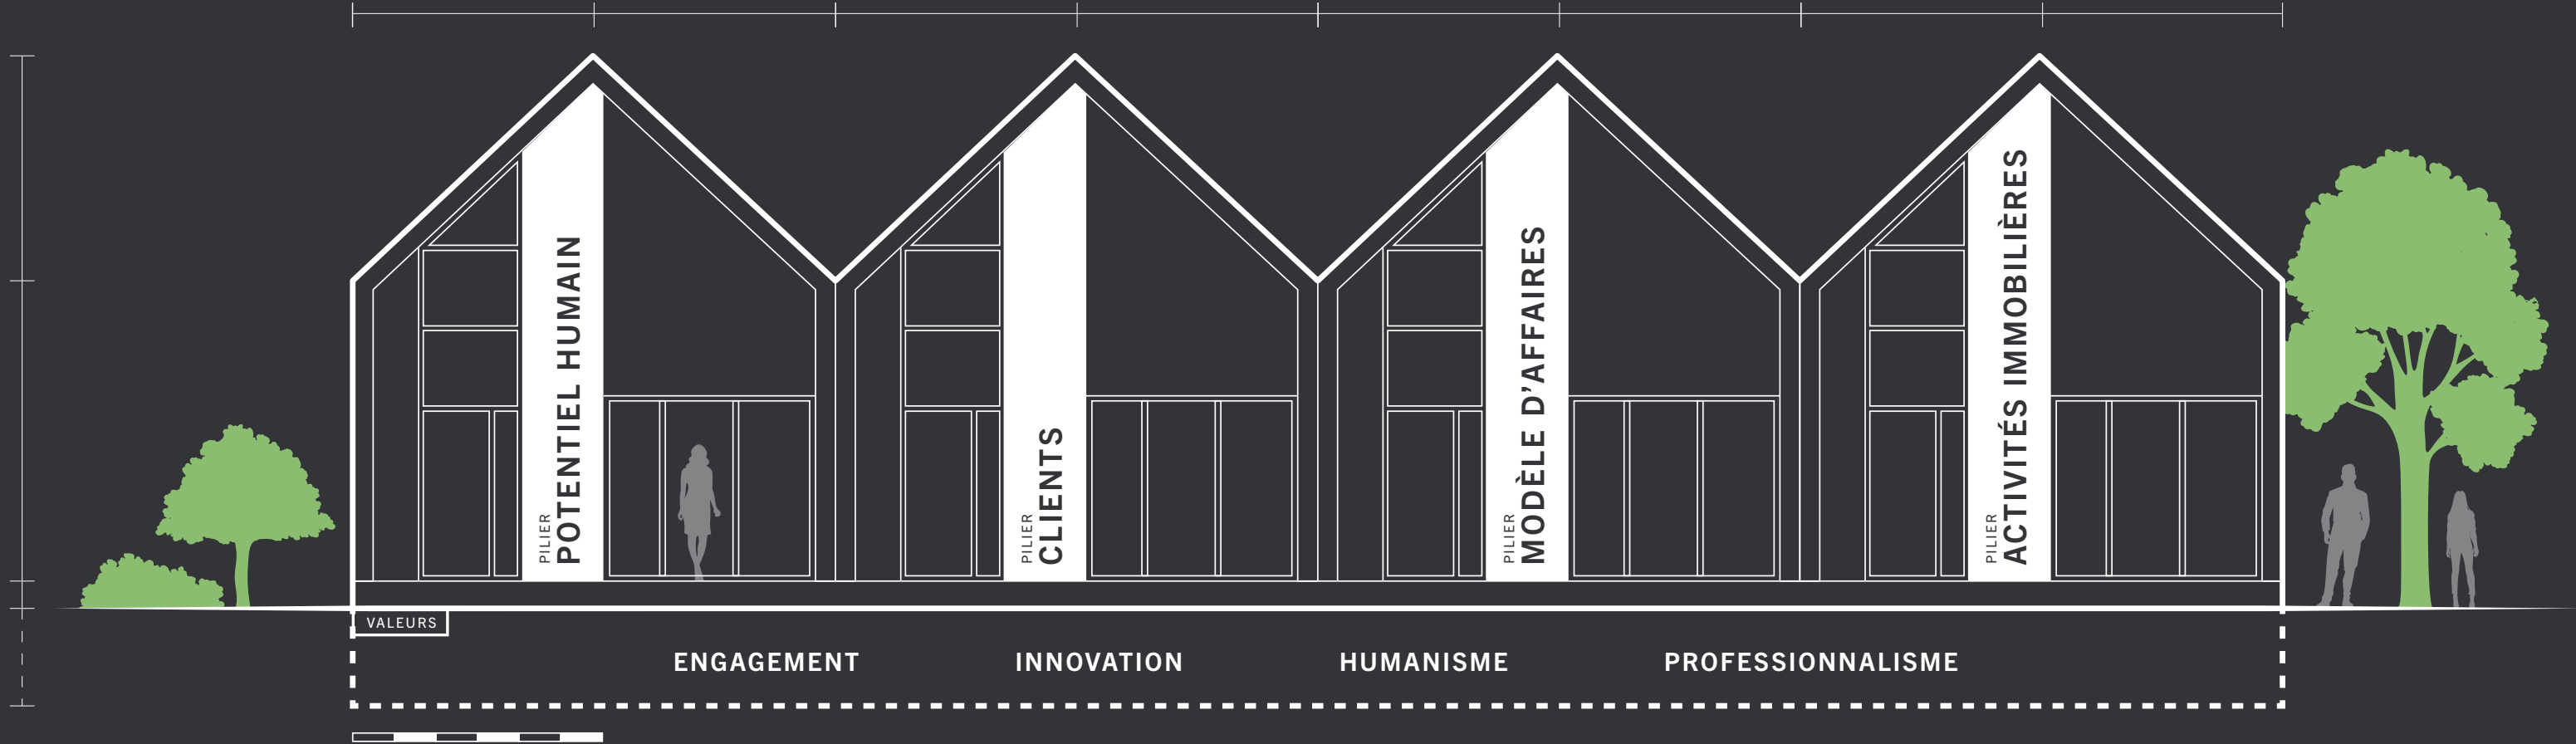 PILIER
POTENTIEL HUMAIN
PILIER
CLIENTS
PILIER
MODÈLE D'AFFAIRES
PILIER
ACTIVITÉS IMMOBILIÈRES
VALEURS
ENGAGEMENT INNOVATION HUMANISME PROFESSIONNALISME